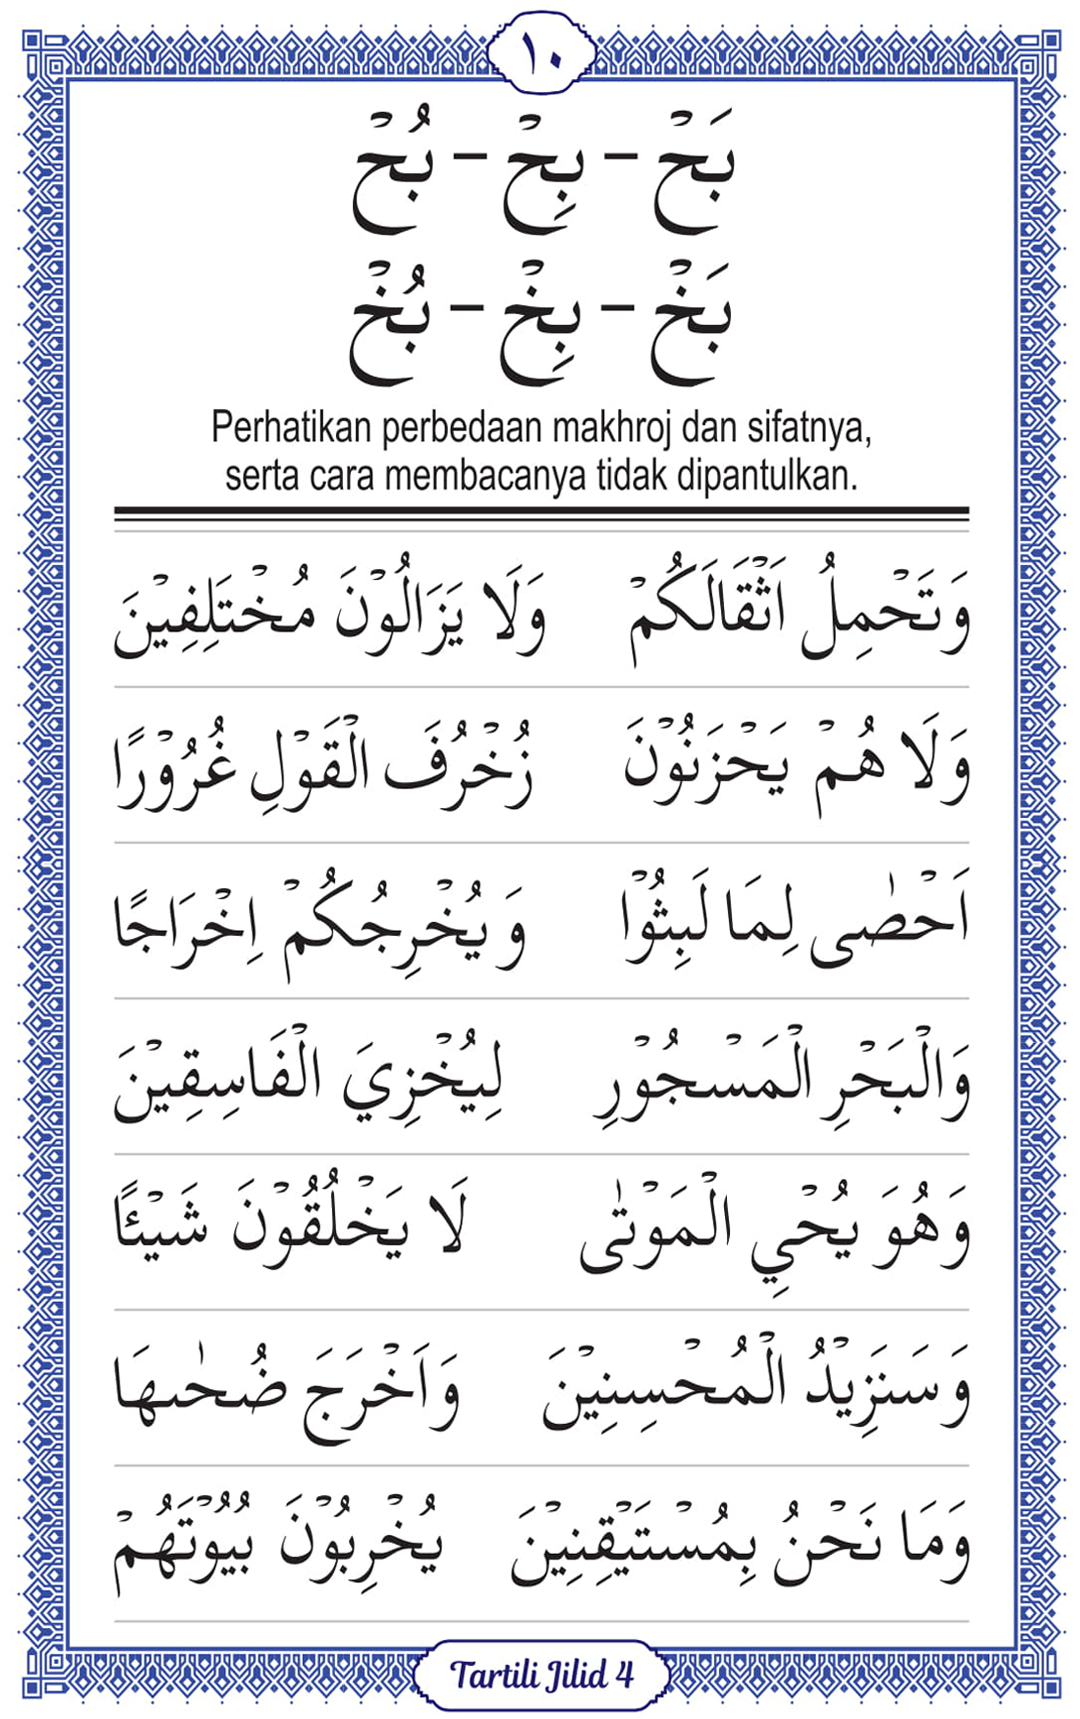 ١٠
بَحْ - بِحْ - بُحْ
بَخْ - بِخْ - بُخْ
Perhatikan perbedaan makhroj dan sifatnya,
serta cara membacanya tidak dipantulkan.
وَتَحْمِلُ اَثْقَالَكُمْ وَلَا يَزَالُوْنَ مُخْتَلِفِيْنَ
وَلَا هُمْ يَحْزَنُوْنَ زُخْرُفَ الْقَوْلِ غُرُوْرًا
اَحْصٰى لِمَا لَبِثُوْا وَيُخْرِجُكُمْ اِخْرَاجًا
وَالْبَحْرِ الْمَسْجُوْرِ لِيُخْزِيَ الْفَاسِقِيْنَ
وَهُوَ يُحْيِ الْمَوْتٰى لَا يَخْلُقُوْنَ شَيْئًا
وَسَنَزِيْدُ الْمُحْسِنِيْنَ وَاَخْرَجَ ضُحٰىهَا
وَمَا نَحْنُ بِمُسْتَيْقِنِيْنَ يُخْرِبُوْنَ بُيُوْتَهُمْ
Tartili Jilid 4